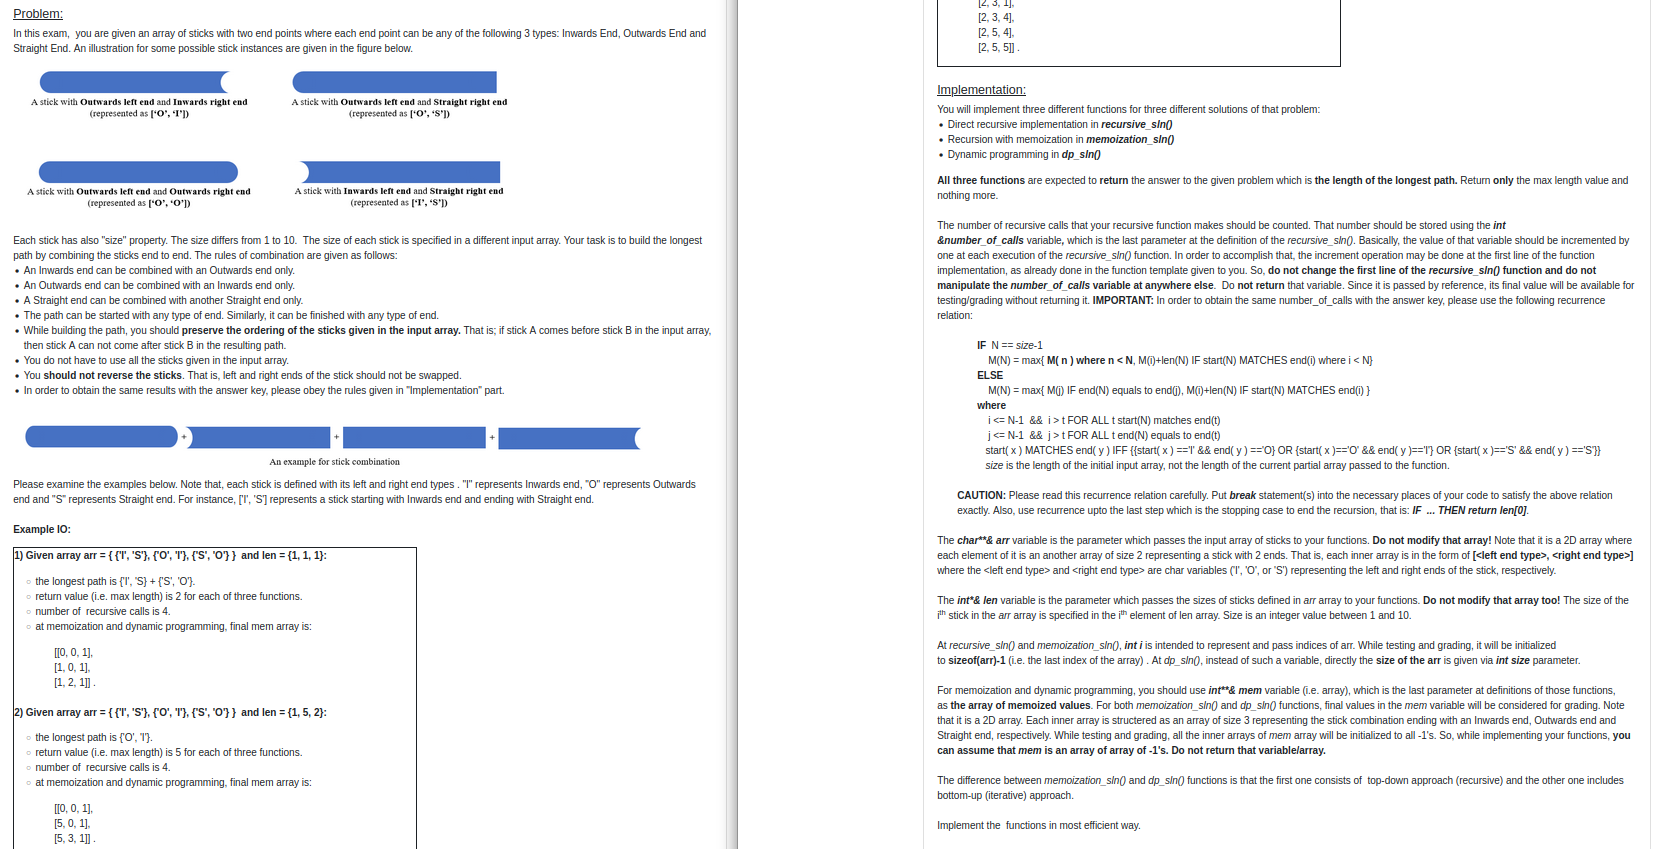 Problem:
In this exam,  you are given an array of sticks with two end points where each end point can be any of the following 3 types: Inwards End, Outwards End and
Straight End. An illustration for some possible stick instances are given in the figure below.
A stick with Outwards left end and Inwards right end
(represented as ['O', 'I'])
A stick with Outwards left end and Straight right end
(represented as ['O', 'S'])
A stick with Outwards left end and Outwards right end
(represented as ['O', 'O'])
A stick with Inwards left end and Straight right end
(represented as ['I', 'S'])
Each stick has also "size" property. The size differs from 1 to 10.  The size of each stick is specified in a different input array. Your task is to build the longest
path by combining the sticks end to end. The rules of combination are given as follows:
• An Inwards end can be combined with an Outwards end only.
• An Outwards end can be combined with an Inwards end only.
• A Straight end can be combined with another Straight end only.
• The path can be started with any type of end. Similarly, it can be finished with any type of end.
• While building the path, you should preserve the ordering of the sticks given in the input array. That is; if stick A comes before stick B in the input array,
then stick A can not come after stick B in the resulting path.
• You do not have to use all the sticks given in the input array.
• You should not reverse the sticks. That is, left and right ends of the stick should not be swapped.
• In order to obtain the same results with the answer key, please obey the rules given in "Implementation" part.
+ + +
An example for stick combination
Please examine the examples below. Note that, each stick is defined with its left and right end types . "I" represents Inwards end, "O" represents Outwards
end and "S" represents Straight end. For instance, ['I', 'S'] represents a stick starting with Inwards end and ending with Straight end.
Example IO:
1) Given array arr = { {'I', 'S'}, {'O', 'I'}, {'S', 'O'} }  and len = {1, 1, 1}:
○ the longest path is {'I', 'S} + {'S', 'O'}.
○ return value (i.e. max length) is 2 for each of three functions.
○ number of  recursive calls is 4.
○ at memoization and dynamic programming, final mem array is:
[[0, 0, 1],
[1, 0, 1],
[1, 2, 1]] .
2) Given array arr = { {'I', 'S'}, {'O', 'I'}, {'S', 'O'} }  and len = {1, 5, 2}:
○ the longest path is {'O', 'I'}.
○ return value (i.e. max length) is 5 for each of three functions.
○ number of  recursive calls is 4.
○ at memoization and dynamic programming, final mem array is:
[[0, 0, 1],
[5, 0, 1],
[5, 3, 1]] .
[2, 3, 1],
[2, 3, 4],
[2, 5, 4],
[2, 5, 5]] .
Implementation:
You will implement three different functions for three different solutions of that problem:
• Direct recursive implementation in recursive_sln()
• Recursion with memoization in memoization_sln()
• Dynamic programming in dp_sln()
All three functions are expected to return the answer to the given problem which is the length of the longest path. Return only the max length value and
nothing more.
The number of recursive calls that your recursive function makes should be counted. That number should be stored using the int
&number_of_calls variable, which is the last parameter at the definition of the recursive_sln(). Basically, the value of that variable should be incremented by
one at each execution of the recursive_sln() function. In order to accomplish that, the increment operation may be done at the first line of the function
implementation, as already done in the function template given to you. So, do not change the first line of the recursive_sln() function and do not
manipulate the number_of_calls variable at anywhere else.  Do not return that variable. Since it is passed by reference, its final value will be available for
testing/grading without returning it. IMPORTANT: In order to obtain the same number_of_calls with the answer key, please use the following recurrence
relation:
IF  N == size-1
M(N) = max{ M( n ) where n < N, M(i)+len(N) IF start(N) MATCHES end(i) where i < N}
ELSE
M(N) = max{ M(j) IF end(N) equals to end(j), M(i)+len(N) IF start(N) MATCHES end(i) }
where
i <= N-1  &&  i > t FOR ALL t start(N) matches end(t)
j <= N-1  &&  j > t FOR ALL t end(N) equals to end(t)
start( x ) MATCHES end( y ) IFF {{start( x ) =='I' && end( y ) =='O} OR {start( x )=='O' && end( y )=='I'} OR {start( x )=='S' && end( y ) =='S'}}
size is the length of the initial input array, not the length of the current partial array passed to the function.
CAUTION: Please read this recurrence relation carefully. Put break statement(s) into the necessary places of your code to satisfy the above relation
exactly. Also, use recurrence upto the last step which is the stopping case to end the recursion, that is: IF  ... THEN return len[0].
The char**& arr variable is the parameter which passes the input array of sticks to your functions. Do not modify that array! Note that it is a 2D array where
each element of it is an another array of size 2 representing a stick with 2 ends. That is, each inner array is in the form of [<left end type>, <right end type>]
where the <left end type> and <right end type> are char variables ('I', 'O', or 'S') representing the left and right ends of the stick, respectively.
The int*& len variable is the parameter which passes the sizes of sticks defined in arr array to your functions. Do not modify that array too! The size of the
ith stick in the arr array is specified in the ith element of len array. Size is an integer value between 1 and 10.
At recursive_sln() and memoization_sln(), int i is intended to represent and pass indices of arr. While testing and grading, it will be initialized
to sizeof(arr)-1 (i.e. the last index of the array) . At dp_sln(), instead of such a variable, directly the size of the arr is given via int size parameter.
For memoization and dynamic programming, you should use int**& mem variable (i.e. array), which is the last parameter at definitions of those functions,
as the array of memoized values. For both memoization_sln() and dp_sln() functions, final values in the mem variable will be considered for grading. Note
that it is a 2D array. Each inner array is structered as an array of size 3 representing the stick combination ending with an Inwards end, Outwards end and
Straight end, respectively. While testing and grading, all the inner arrays of mem array will be initialized to all -1's. So, while implementing your functions, you
can assume that mem is an array of array of -1's. Do not return that variable/array.
The difference between memoization_sln() and dp_sln() functions is that the first one consists of  top-down approach (recursive) and the other one includes
bottom-up (iterative) approach.
Implement the  functions in most efficient way.